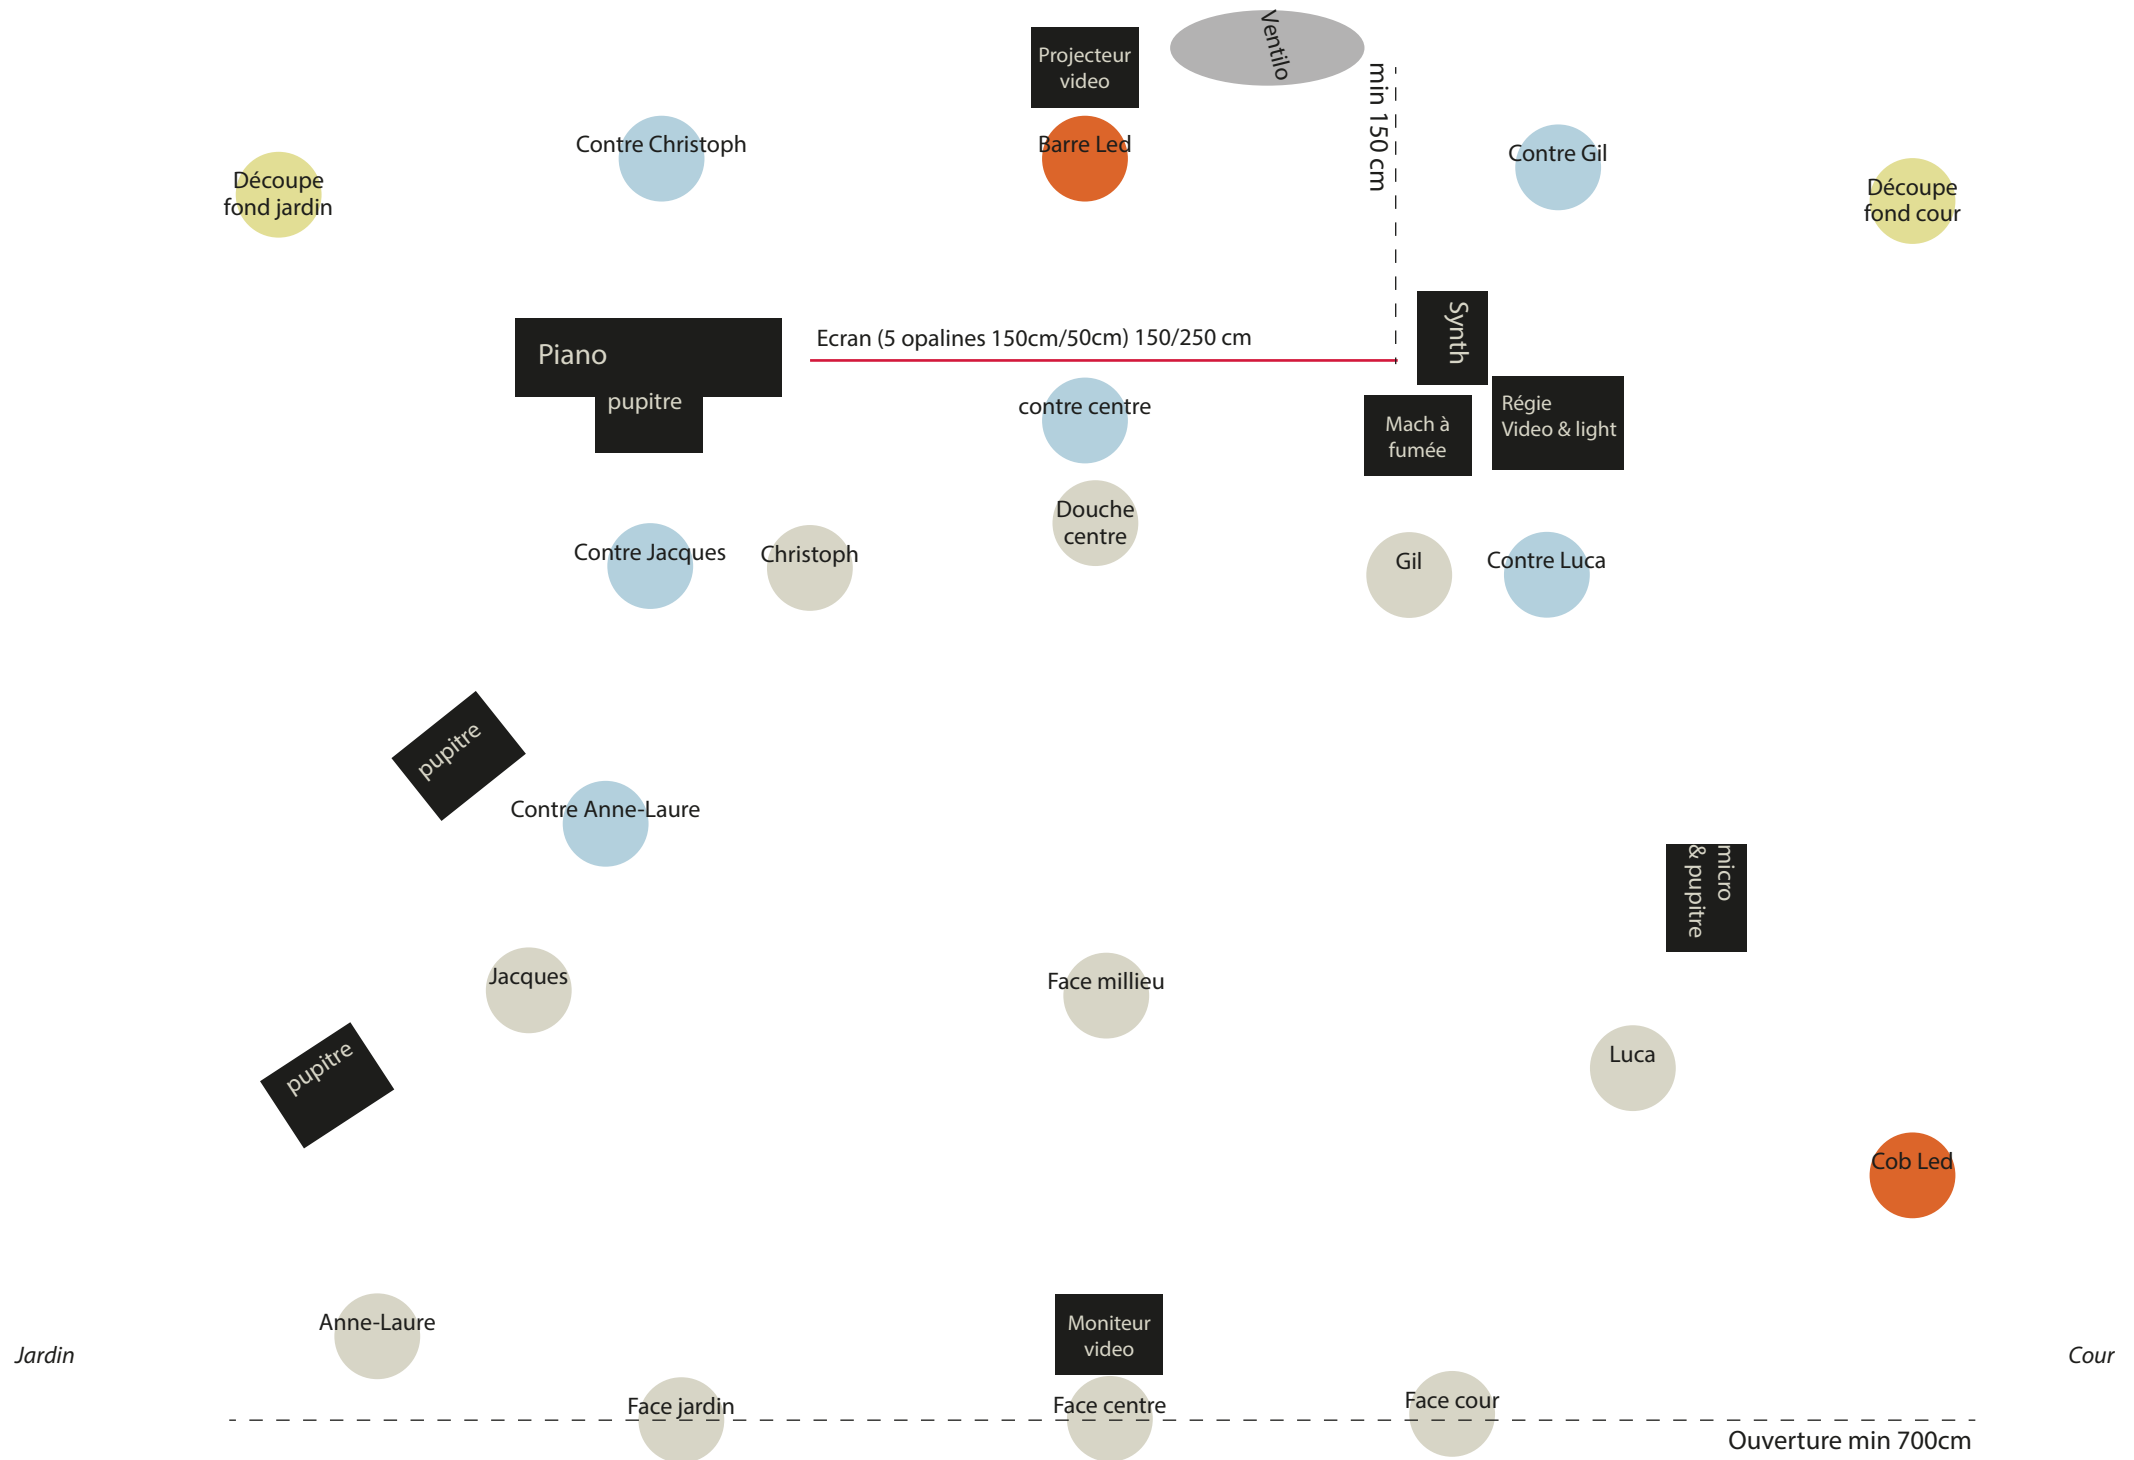 Ventilo
Projecteur
video
min 150 cm
Contre Christoph
Barre Led
Contre Gil
Découpe
fond jardin
Découpe
fond cour
Piano
pupitre
Ecran (5 opalines 150cm/50cm) 150/250 cm
Synth
contre centre
Mach à
fumée
Régie
Video & light
Douche
centre
Contre Jacques
Christoph
Gil
Contre Luca
pupitre
Contre Anne-Laure
micro
& pupitre
Jacques
Face millieu
pupitre
Luca
Cob Led
Anne-Laure
Moniteur
video
Jardin
Cour
Face jardin
Face centre
Face cour
Ouverture min 700cm